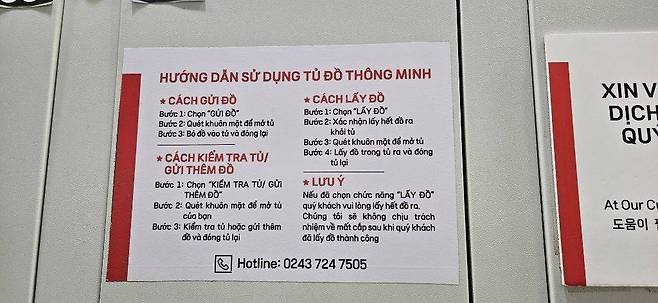 HƯỚNG DẪN SỬ DỤNG TỦ ĐỒ THÔNG MINH
★ CÁCH GỬI ĐỒ
Bước 1: Chọn "GỬI ĐỒ"
Bước 2: Quét khuôn mặt để mở tủ
Bước 3: Bỏ đồ vào tủ và đóng lại
★ CÁCH KIỂM TRA TỦ/
GỬI THÊM ĐỒ
Bước 1: Chọn "KIỂM TRA TỦ/ GỬI
THÊM ĐỒ"
Bước 2: Quét khuôn mặt để mở tủ
của bạn
Bước 3: Kiểm tra tủ hoặc gửi thêm
đồ và đóng tủ lại
★ CÁCH LẤY ĐỒ
Bước 1: Chọn "LẤY ĐỒ"
Bước 2: Xác nhận lấy hết đồ ra
khỏi tủ
Bước 3: Quét khuôn mặt để mở tủ
Bước 4: Lấy đồ trong tủ ra và đóng
tủ lại
★ LƯU Ý
Nếu đã chọn chức năng "LẤY ĐỒ"
quý khách vui lòng lấy hết đồ ra.
Chúng tôi sẽ không chịu trách
nhiệm về mất cắp sau khi quý khách
đã lấy đồ thành công
Hotline: 0243 724 7505
XIN V
DỊCH
QUÝ
At Our Cu
도움이